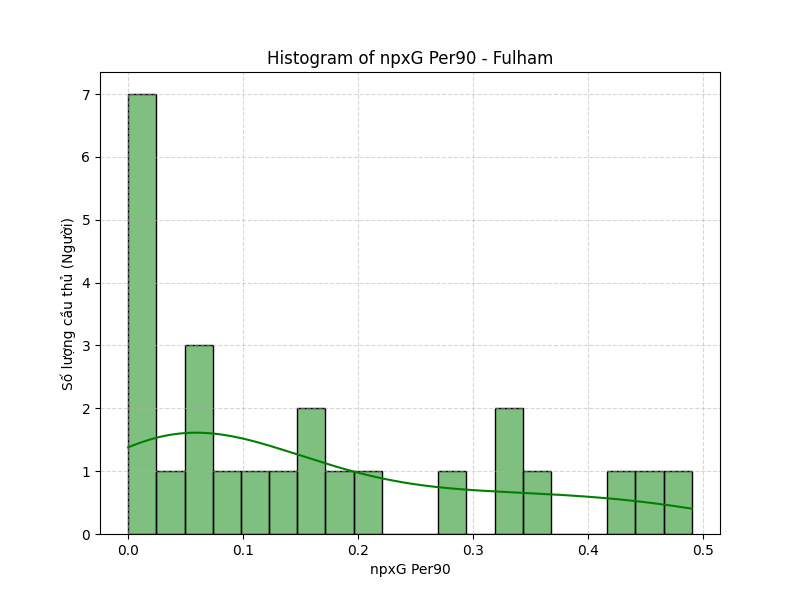 Histogram of npxG Per90 - Fulham
Số lượng cầu thủ (Người)
7
6
5
4
3
2
1
0
0.0 0.1 0.2 0.3 0.4 0.5
npxG Per90